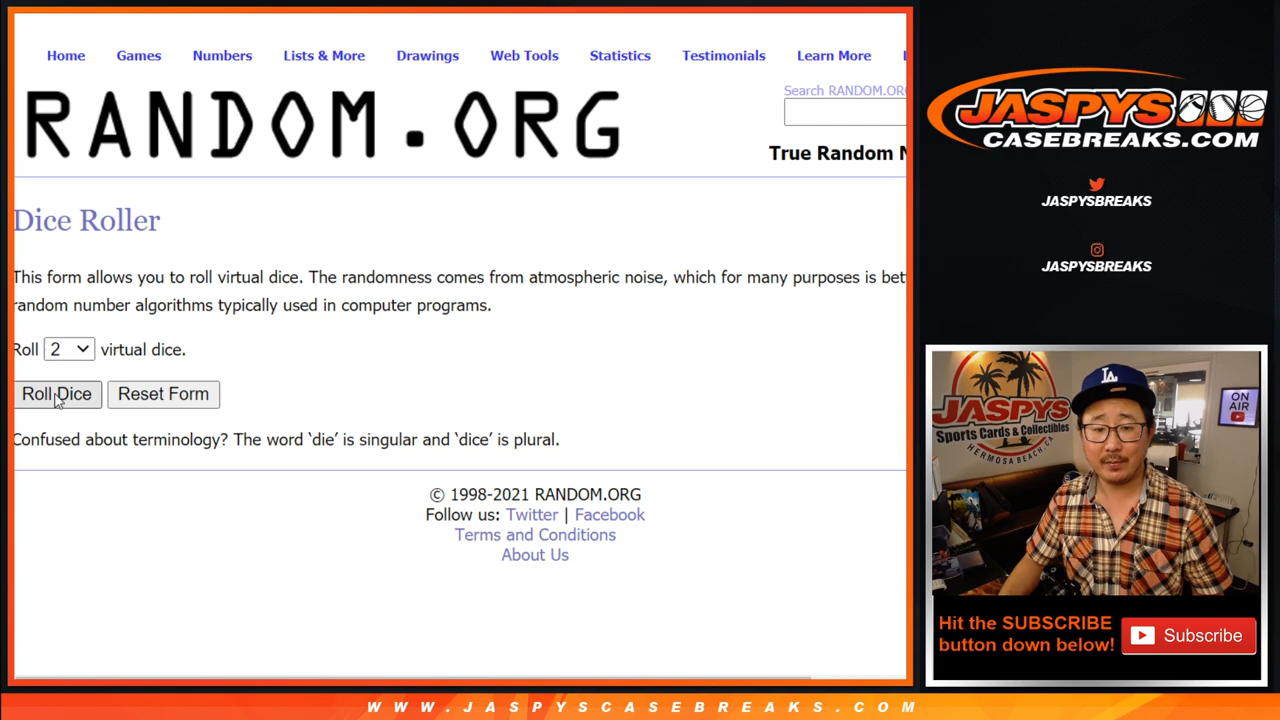 Home Games Numbers Lists & More Drawings Web Tools Statistics Testimonials Learn More
RANDOM.ORG
Search RANDOM.ORG
True Random N
Dice Roller
This form allows you to roll virtual dice. The randomness comes from atmospheric noise, which for many purposes is bet
random number algorithms typically used in computer programs.
Roll 2 virtual dice.
Roll Dice Reset Form
Confused about terminology? The word ‘die’ is singular and ‘dice’ is plural.
© 1998-2021 RANDOM.ORG
Follow us: Twitter | Facebook
Terms and Conditions
About Us
JASPYS
CASEBREAKS.COM
JASPYSBREAKS
JASPYSBREAKS
JASPYS
Sports Cards & Collectibles
HERMOSA BEACH, CA
LA
ON
AIR
Hit the SUBSCRIBE
button down below!
Subscribe
WWW.JASPYSCASEBREAKS.COM